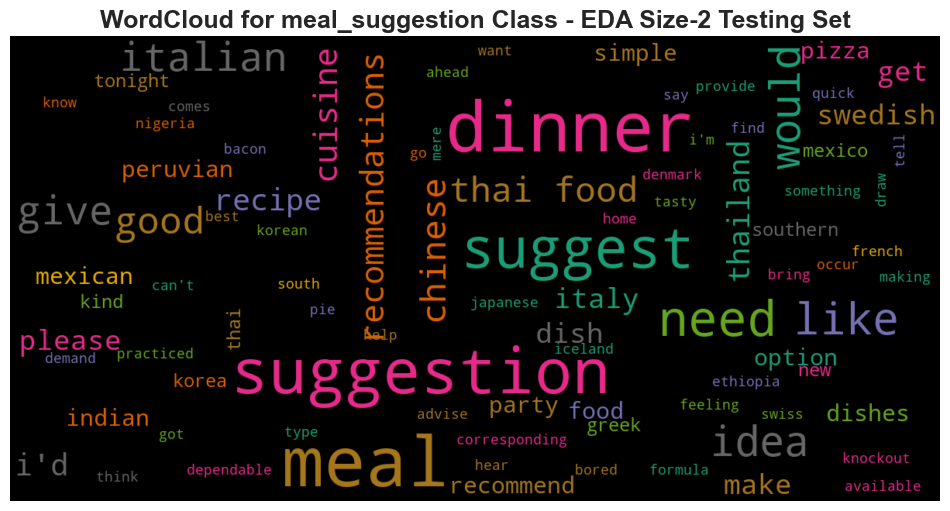 WordCloud for meal_suggestion Class - EDA Size-2 Testing Set
italian
tonight
know
comes
nigeria
bacon
peruvian
cuisine
recommendations
want
ahead
simple
pizza
get
say
provide
quick
would
swedish
dinner
go
mere
i'm
find
mexico
tell
give
good
best
recipe
korean
chinese
thai food
denmark
tasty
home
thailand
something
draw
southern
suggest
french
occur
bring
making
mexican
kind
can't
south
pie
thai
help
japanese
italy
need
like
please
demand
practiced
korea
suggestion
dish
iceland
option
new
ethiopia
indian
got
type
advise
party
food
greek
feeling
swiss
dishes
i'd
think
dependable
meal
corresponding
hear
bored
recommend
formula
idea
make
knockout
available